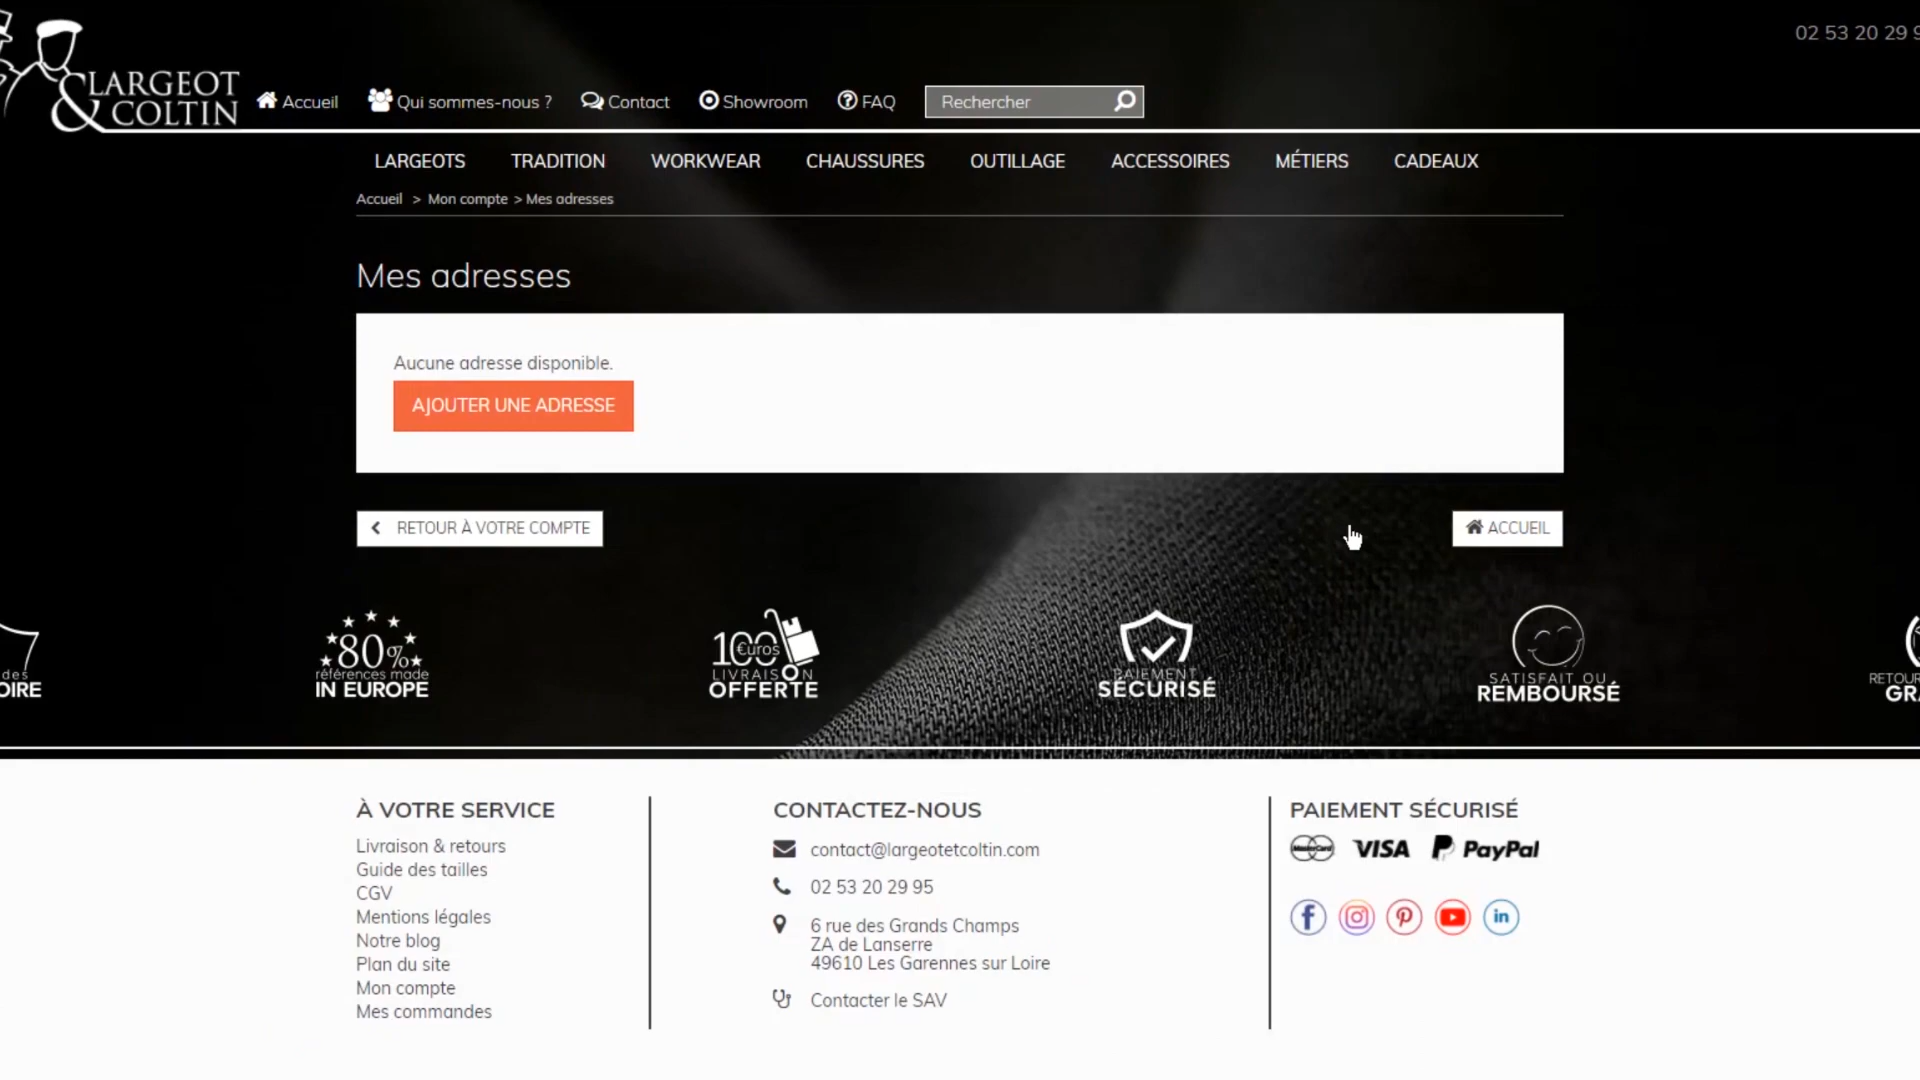 02 53 20 29
LARGEOT
& COLTIN
Accueil
Qui sommes-nous ?
Contact
Showroom
FAQ
Rechercher
LARGEOTS
TRADITION
WORKWEAR
CHAUSSURES
OUTILLAGE
ACCESSOIRES
MÉTIERS
CADEAUX
Accueil > Mon compte > Mes adresses
Mes adresses
Aucune adresse disponible.
AJOUTER UNE ADRESSE
RETOUR À VOTRE COMPTE
ACCUEIL
des
OIRE
80%
références made
IN EUROPE
100
€uros
LIVRAISON
OFFERTE
PAIEMENT
SÉCURISÉ
SATISFAIT OU
REMBOURSÉ
RETOUR
GRA
À VOTRE SERVICE
Livraison & retours
Guide des tailles
CGV
Mentions légales
Notre blog
Plan du site
Mon compte
Mes commandes
CONTACTEZ-NOUS
contact@largeotetcoltin.com
02 53 20 29 95
6 rue des Grands Champs
ZA de Lanserre
49610 Les Garennes sur Loire
Contacter le SAV
PAIEMENT SÉCURISÉ
MasterCard VISA PayPal